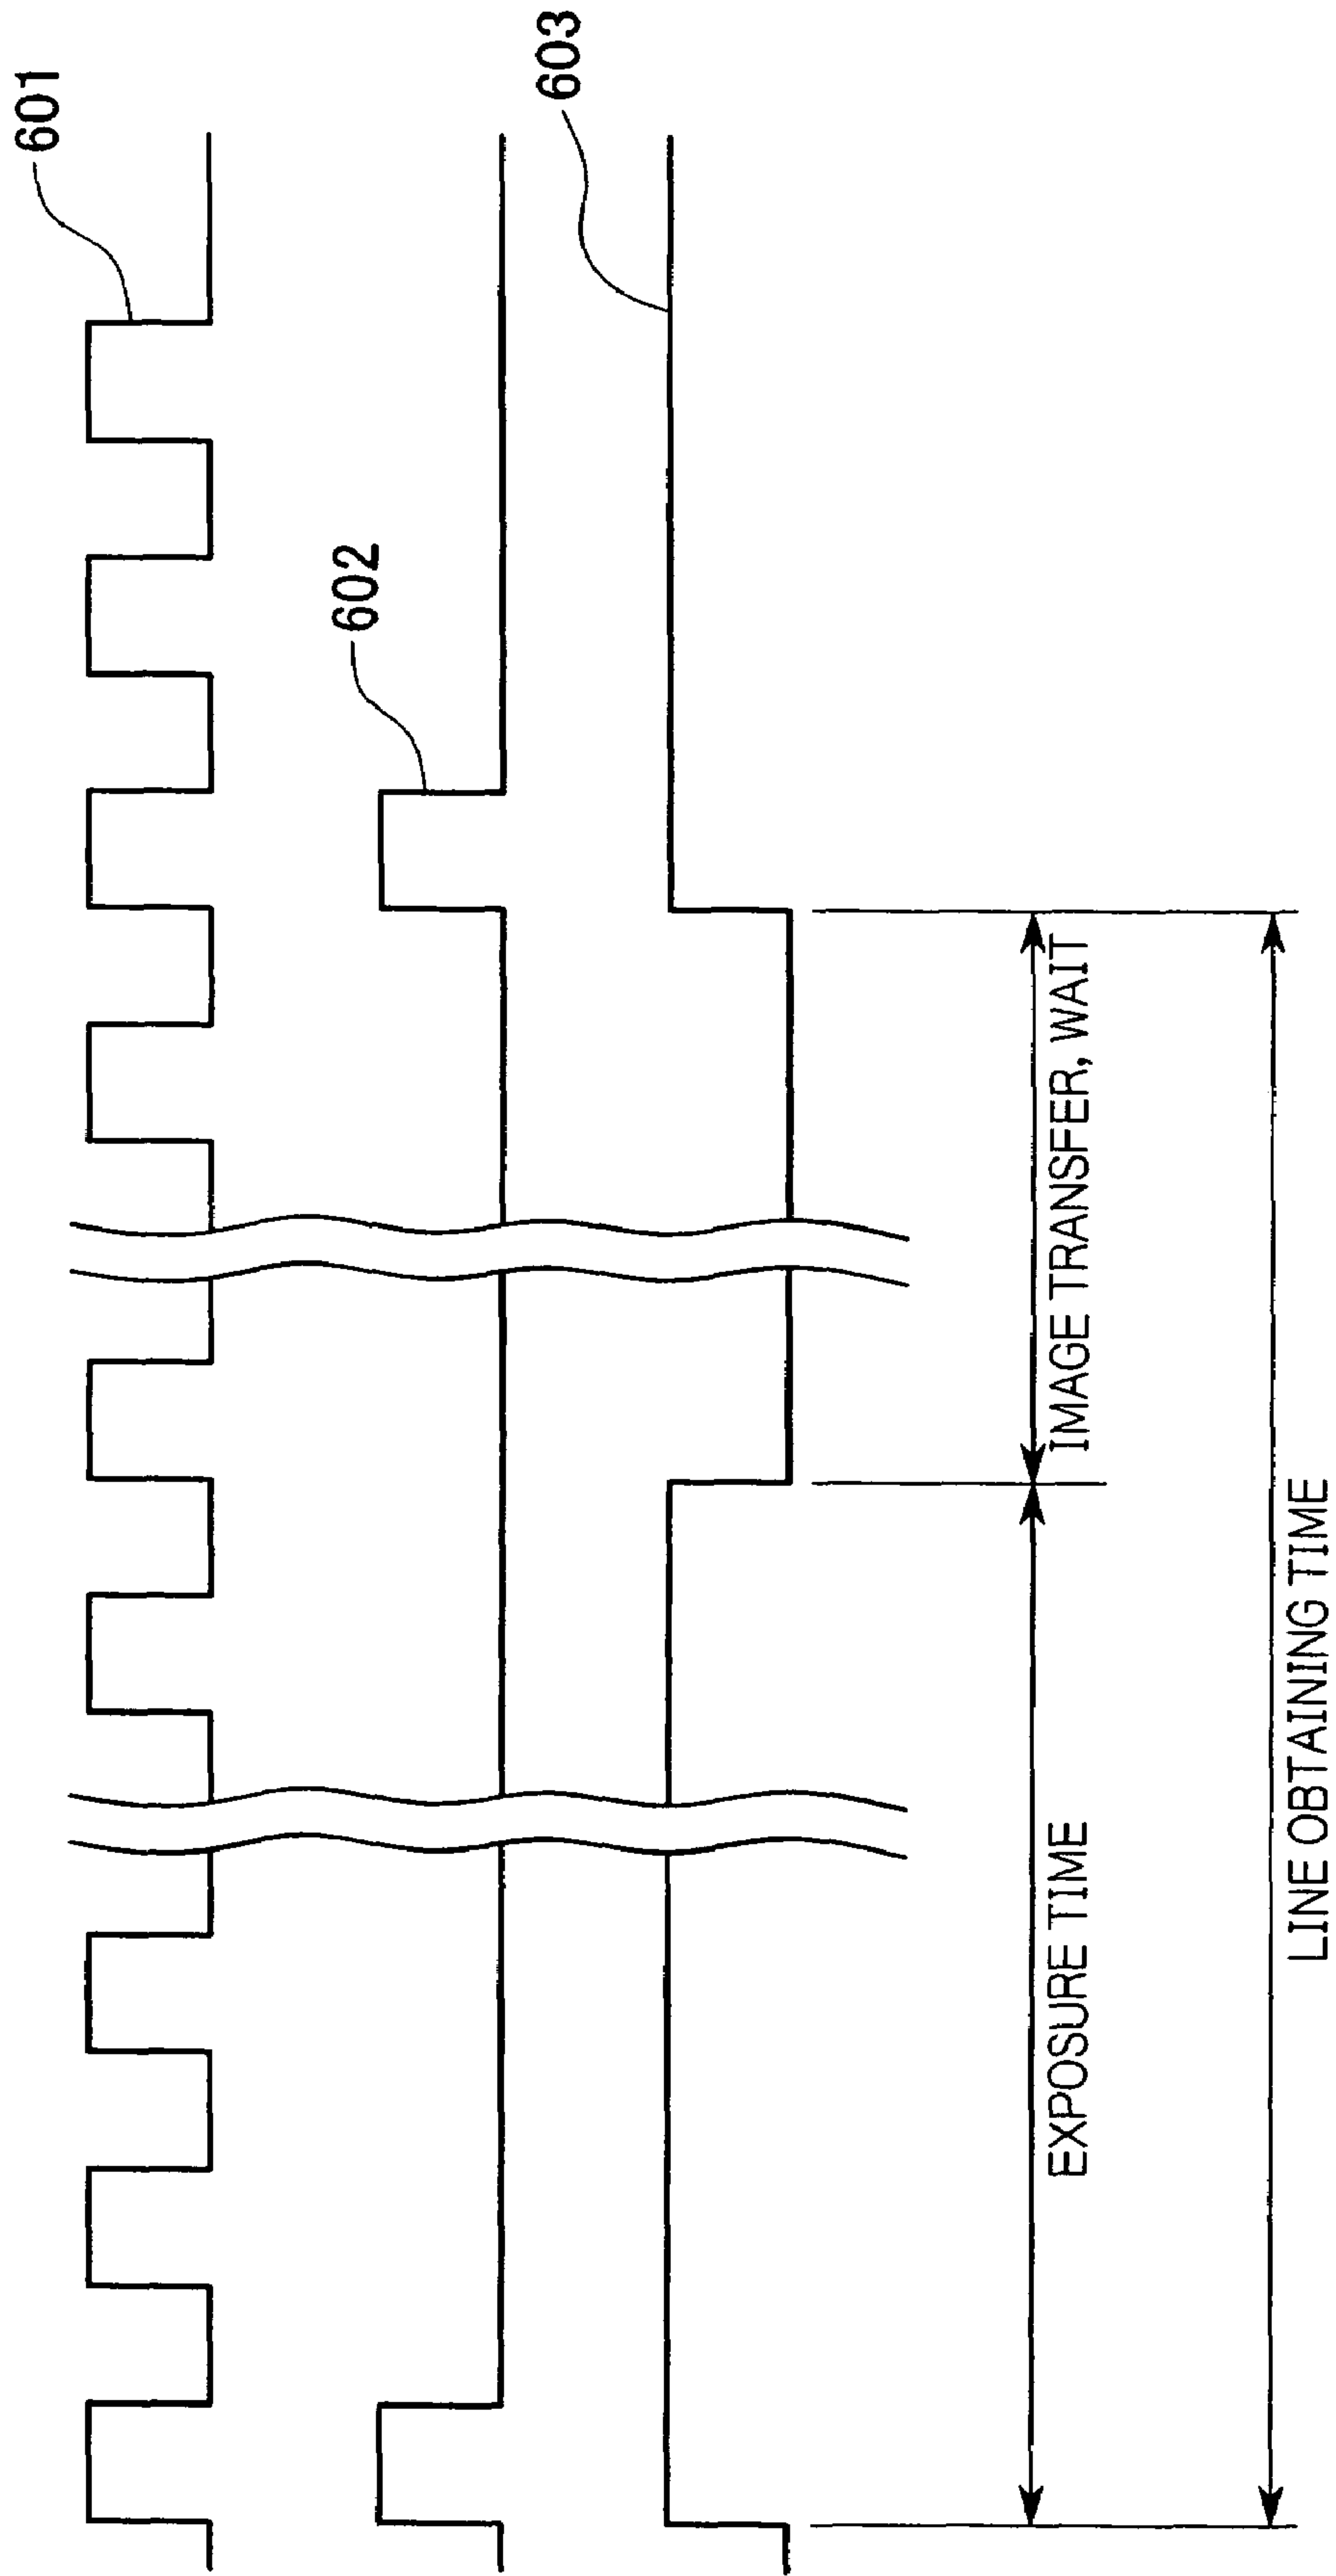 601
602
603
EXPOSURE TIME
IMAGE TRANSFER, WAIT
LINE OBTAINING TIME